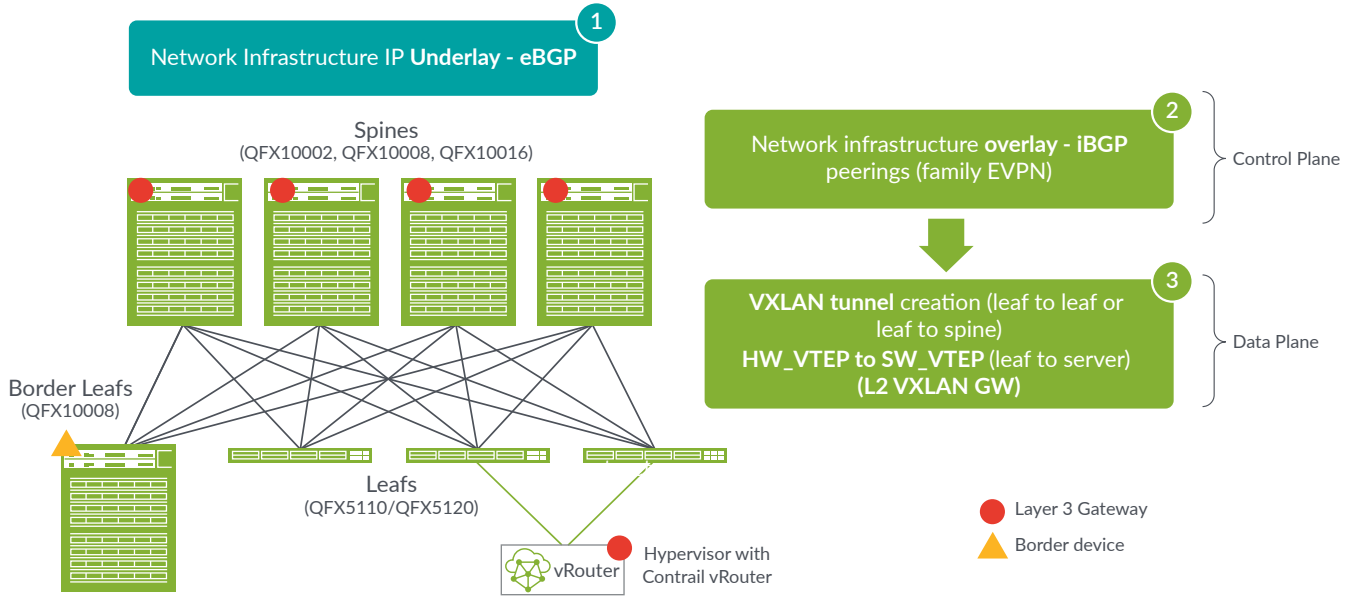 1
Network Infrastructure IP Underlay - eBGP
Spines
(QFX10002, QFX10008, QFX10016)
2
Network infrastructure overlay - iBGP
peerings (family EVPN)
Control Plane
3
VXLAN tunnel creation (leaf to leaf or
leaf to spine)
HW_VTEP to SW_VTEP (leaf to server)
(L2 VXLAN GW)
Data Plane
Border Leafs
(QFX10008)
Leafs
(QFX5110/QFX5120)
vRouter
Hypervisor with
Contrail vRouter
Layer 3 Gateway
Border device